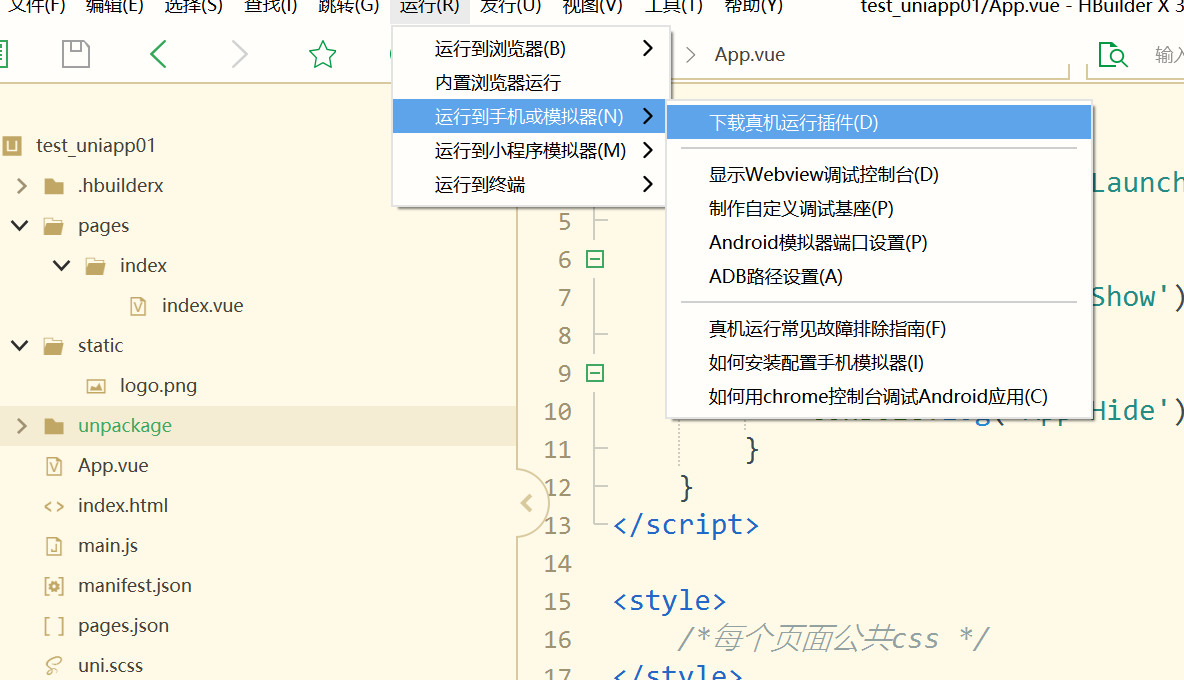 文件(F) 编辑(E) 选择(S) 查找(I) 跳转(G) 运行(R) 发行(U) 视图(V) 工具(T) 帮助(Y) test_uniapp01/App.vue - HBuilder X 3
App.vue
输入
运行到浏览器(B)
内置浏览器运行
运行到手机或模拟器(N)
运行到小程序模拟器(M)
运行到终端
下载真机运行插件(D)
显示Webview调试控制台(D)
制作自定义调试基座(P)
Android模拟器端口设置(P)
ADB路径设置(A)
真机运行常见故障排除指南(F)
如何安装配置手机模拟器(I)
如何用chrome控制台调试Android应用(C)
test_uniapp01
.hbuilderx
pages
index
index.vue
static
logo.png
unpackage
App.vue
index.html
main.js
manifest.json
pages.json
uni.scss
Launch
5
6
7 Show')
8
9
10 Hide')
11 }
12 }
13 </script>
14
15 <style>
16 /*每个页面公共css */
17 </style>